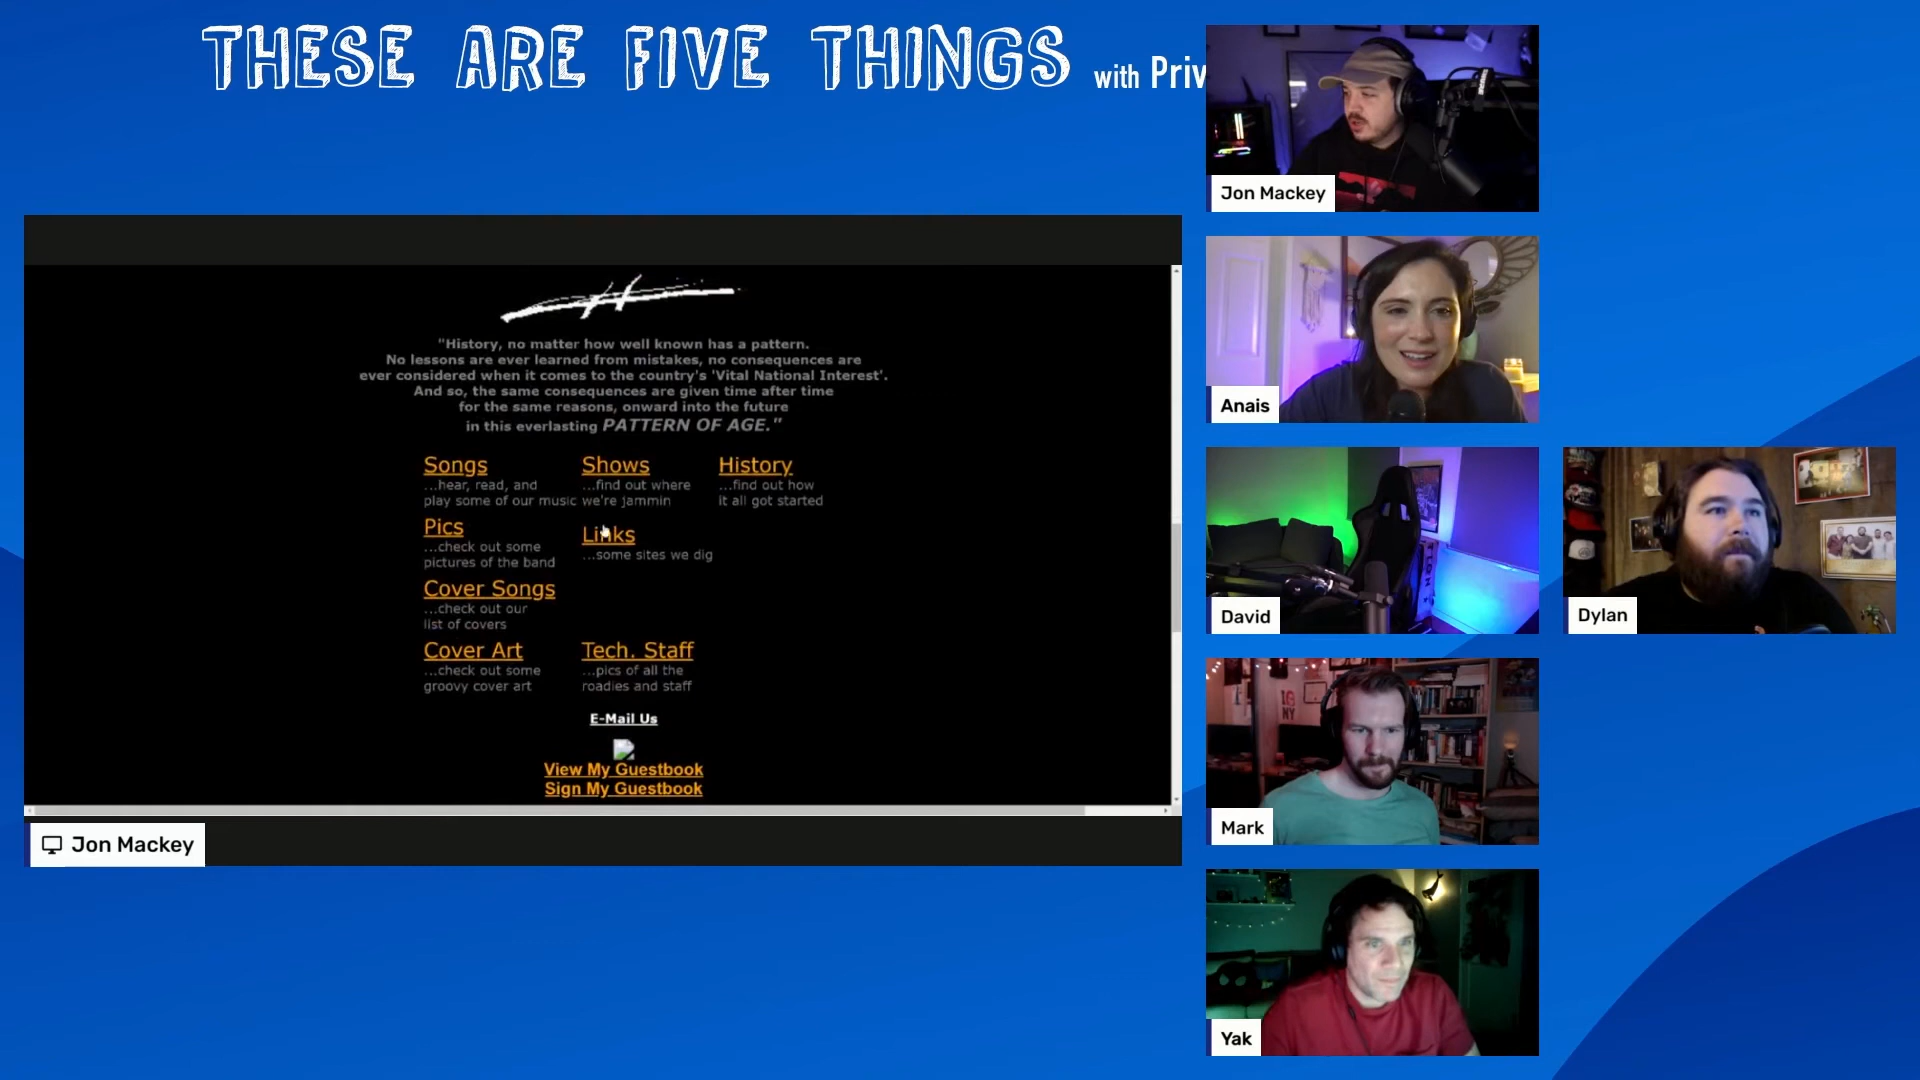 THESE ARE FIVE THINGS with Priv
"History, no matter how well known has a pattern.
No lessons are ever learned from mistakes, no consequences are
ever considered when it comes to the country's 'Vital National Interest'.
And so, the same consequences are given time after time
for the same reasons, onward into the future
in this everlasting PATTERN OF AGE."
Songs
...hear, read, and
play some of our music
Shows
...find out where
we're jammin
History
...find out how
it all got started
Pics
...check out some
pictures of the band
Links
...some sites we dig
Cover Songs
...check out our
list of covers
Cover Art
...check out some
groovy cover art
Tech. Staff
...pics of all the
roadies and staff
E-Mail Us
View My Guestbook
Sign My Guestbook
Jon Mackey
Jon Mackey
Anais
David
Dylan
Mark
NY
Yak